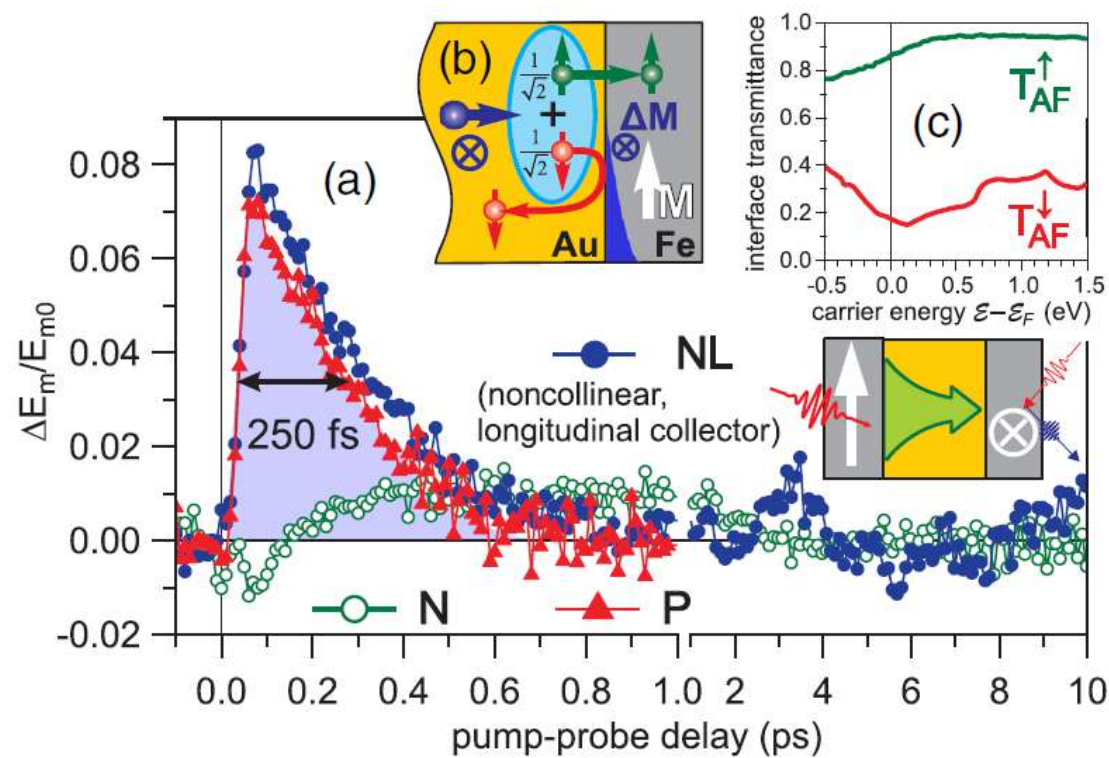 (a)
0.08
0.06
0.04
0.02
0.00
-0.02
ΔE_m/E_m0
(b)
1/√2
+
1/√2
ΔM
M
Au
Fe
(c)
1.0
0.8
0.6
0.4
0.2
0.0
interface transmittance
T↑AF
T↓AF
-0.5
0.0
0.5
1.0
1.5
carrier energy ℰ–ℰ_F (eV)
250 fs
NL
(noncollinear,
longitudinal collector)
N
P
0.0
0.2
0.4
0.6
0.8
1.0
2
4
6
8
10
pump-probe delay (ps)